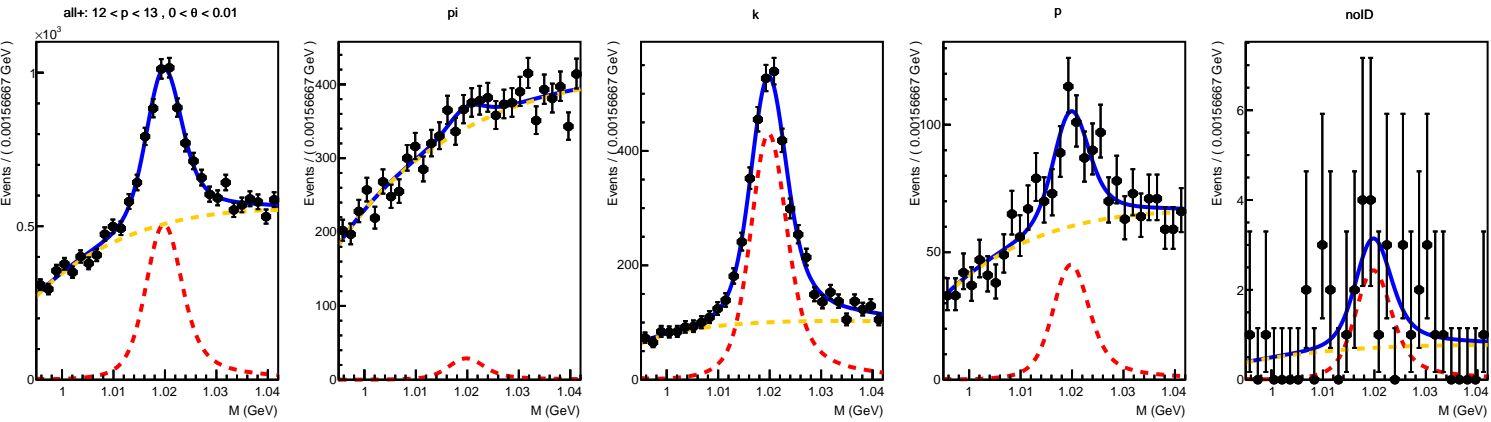 all+: 12 < p < 13 , 0 < θ < 0.01
×10³
Events / ( 0.00156667 GeV )
1
0.5
0
1 1.01 1.02 1.03 1.04
M (GeV)
pi
Events / ( 0.00156667 GeV )
400
300
200
100
0
1 1.01 1.02 1.03 1.04
M (GeV)
k
Events / ( 0.00156667 GeV )
400
200
0
1 1.01 1.02 1.03 1.04
M (GeV)
p
Events / ( 0.00156667 GeV )
100
50
0
1 1.01 1.02 1.03 1.04
M (GeV)
noID
Events / ( 0.00156667 GeV )
6
4
2
0
1 1.01 1.02 1.03 1.04
M (GeV)